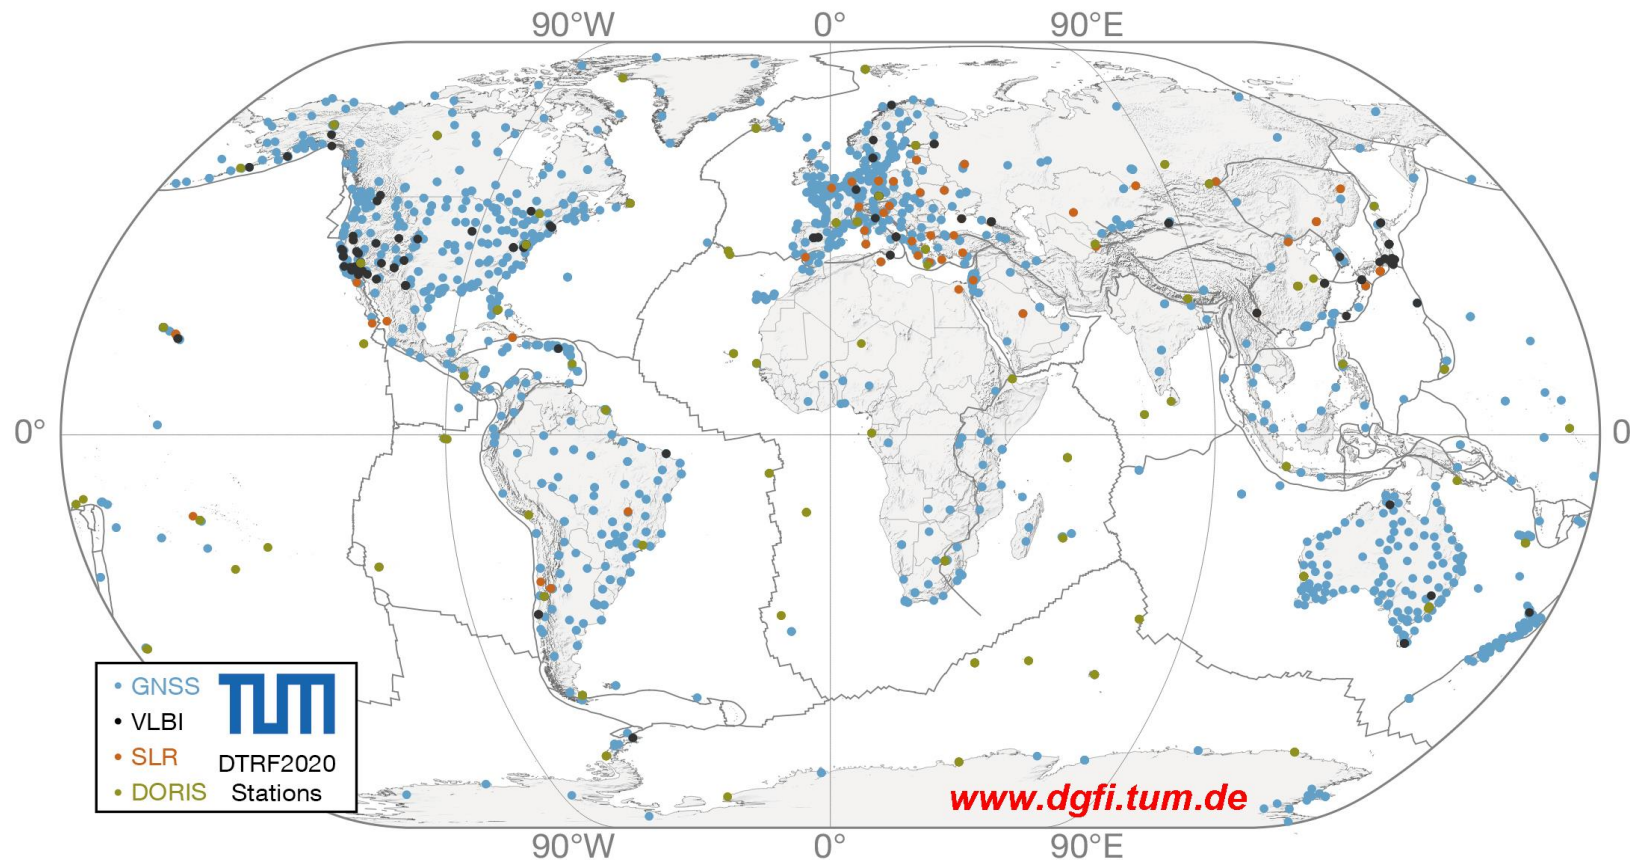 90°W 0° 90°E
0° 0
GNSS
VLBI
SLR
DORIS
TUM
DTRF2020
Stations
www.dgfi.tum.de
90°W 0° 90°E